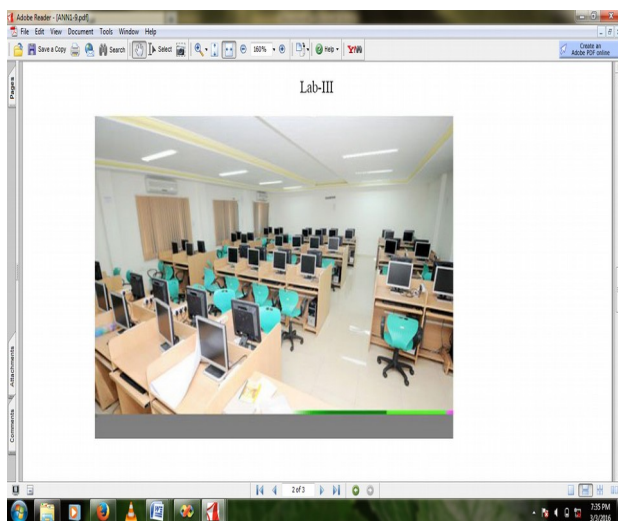 Adobe Reader - [ANN1-9.pdf]
File Edit View Document Tools Window Help
Save a Copy Search Select 160% Help Create an
Adobe PDF online
Pages
Lab-III
Attachments
Comments
2 of 3
7:35 PM
3/3/2016